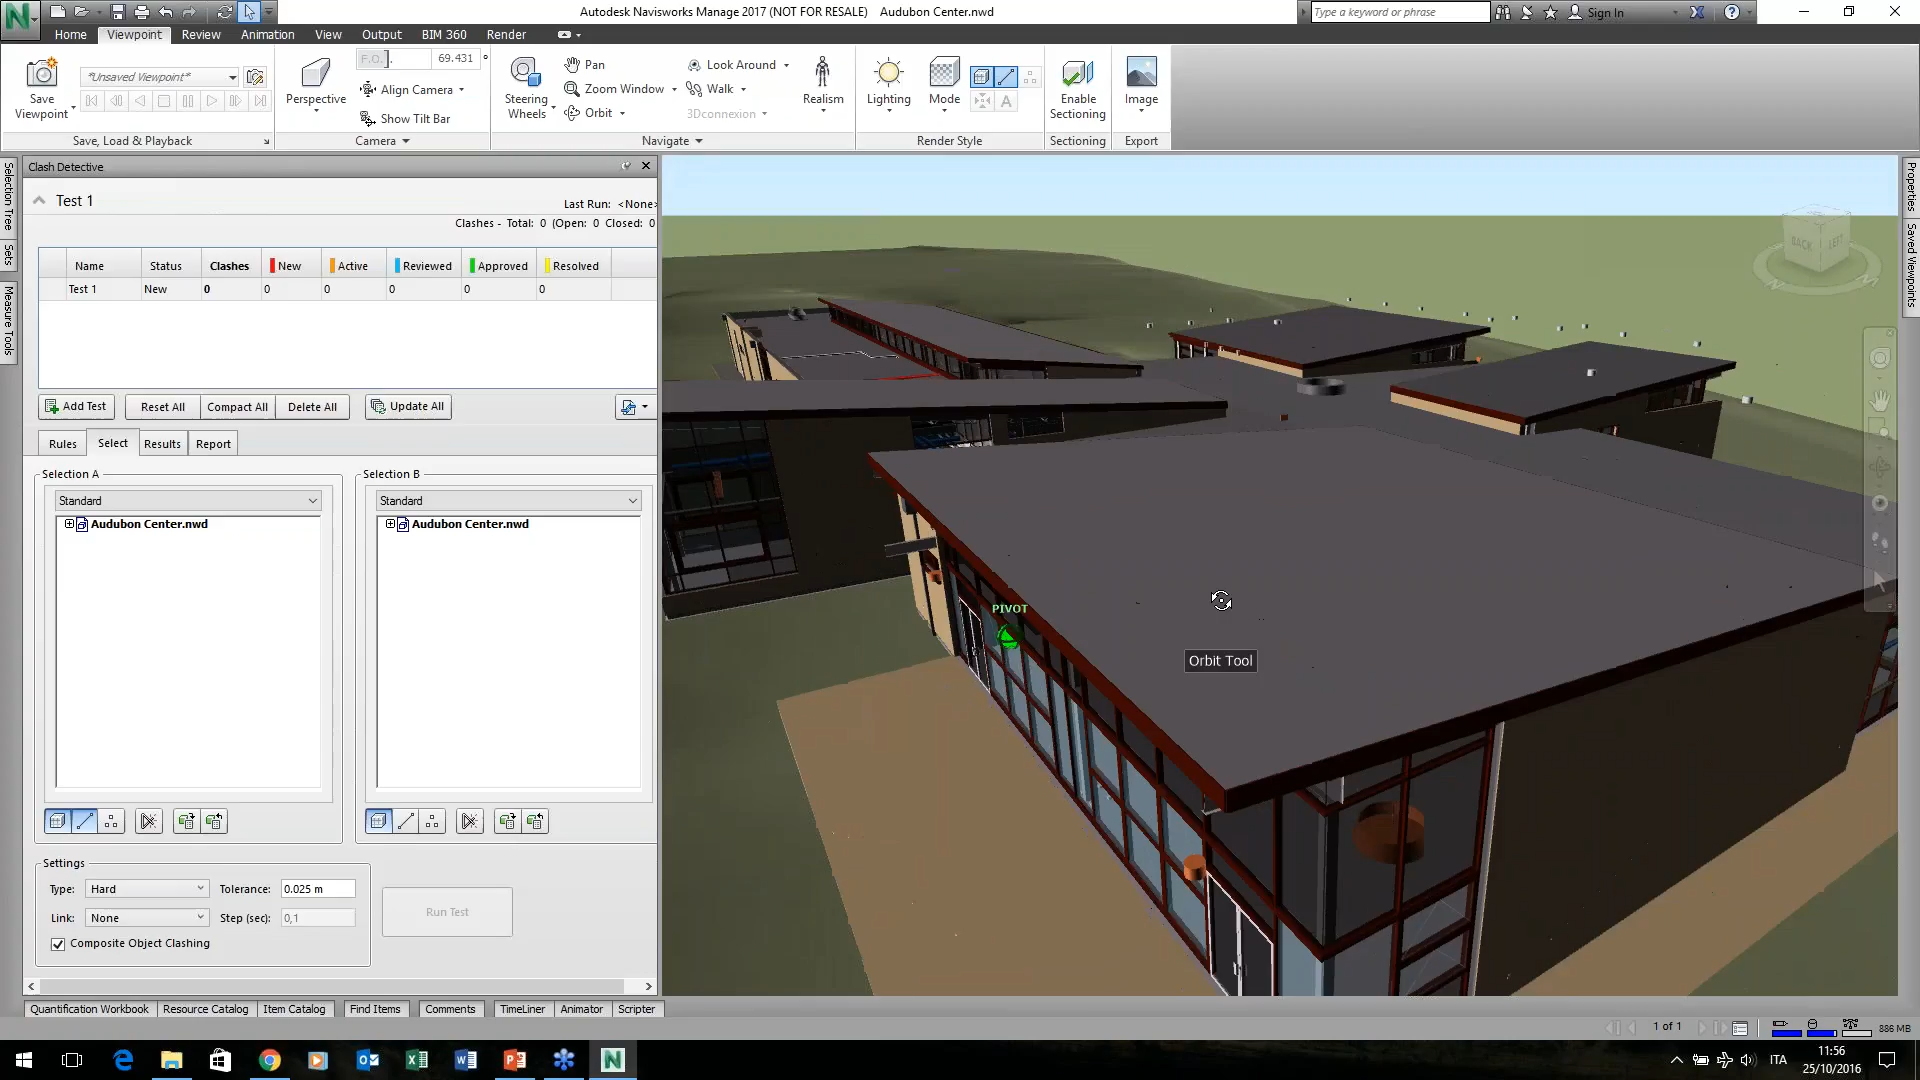 Autodesk Navisworks Manage 2017 (NOT FOR RESALE) Audubon Center.nwd
Type a keyword or phrase
Sign In
Home Viewpoint Review Animation View Output BIM 360 Render
Save Viewpoint
*Unsaved Viewpoint*
Save, Load & Playback
Perspective
F.O. . 69.431 °
Align Camera
Show Tilt Bar
Camera
Steering Wheels
Pan
Zoom Window
Orbit
Look Around
Walk
3Dconnexion
Navigate
Realism
Lighting
Mode
A
Render Style
Enable Sectioning
Sectioning
Image
Export
Selection Tree
Sets
Measure Tools
Clash Detective
Test 1
Last Run: <None>
Clashes - Total: 0 (Open: 0 Closed: 0
Name Status Clashes New Active Reviewed Approved Resolved
Test 1 New 0 0 0 0 0 0
Add Test Reset All Compact All Delete All Update All
Rules Select Results Report
Selection A
Standard
Audubon Center.nwd
Selection B
Standard
Audubon Center.nwd
Settings
Type: Hard Tolerance: 0.025 m
Link: None Step (sec): 0,1
Composite Object Clashing
Run Test
BACK LEFT
PIVOT
Orbit Tool
Properties
Saved Viewpoints
Quantification Workbook Resource Catalog Item Catalog Find Items Comments TimeLiner Animator Scripter
1 of 1
886 MB
ITA
11:56
25/10/2016